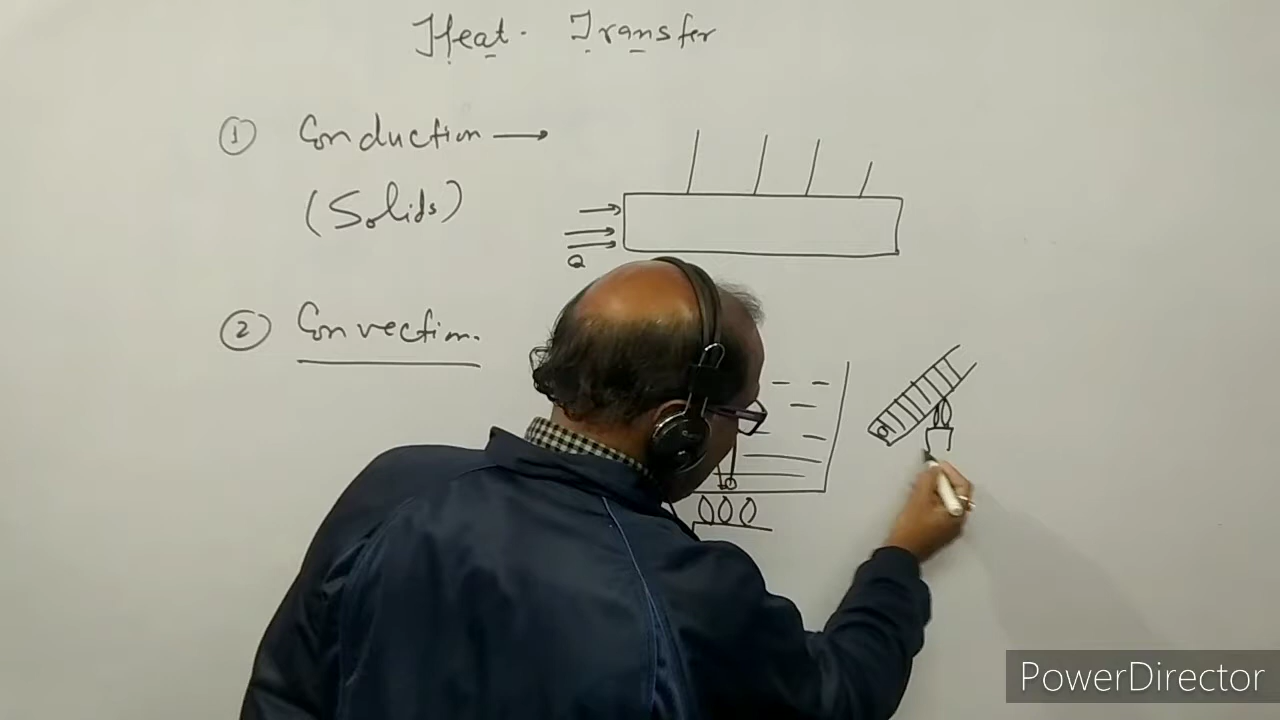 Heat Transfer
① Conduction →
(Solids)
Q
② Convection.
PowerDirector